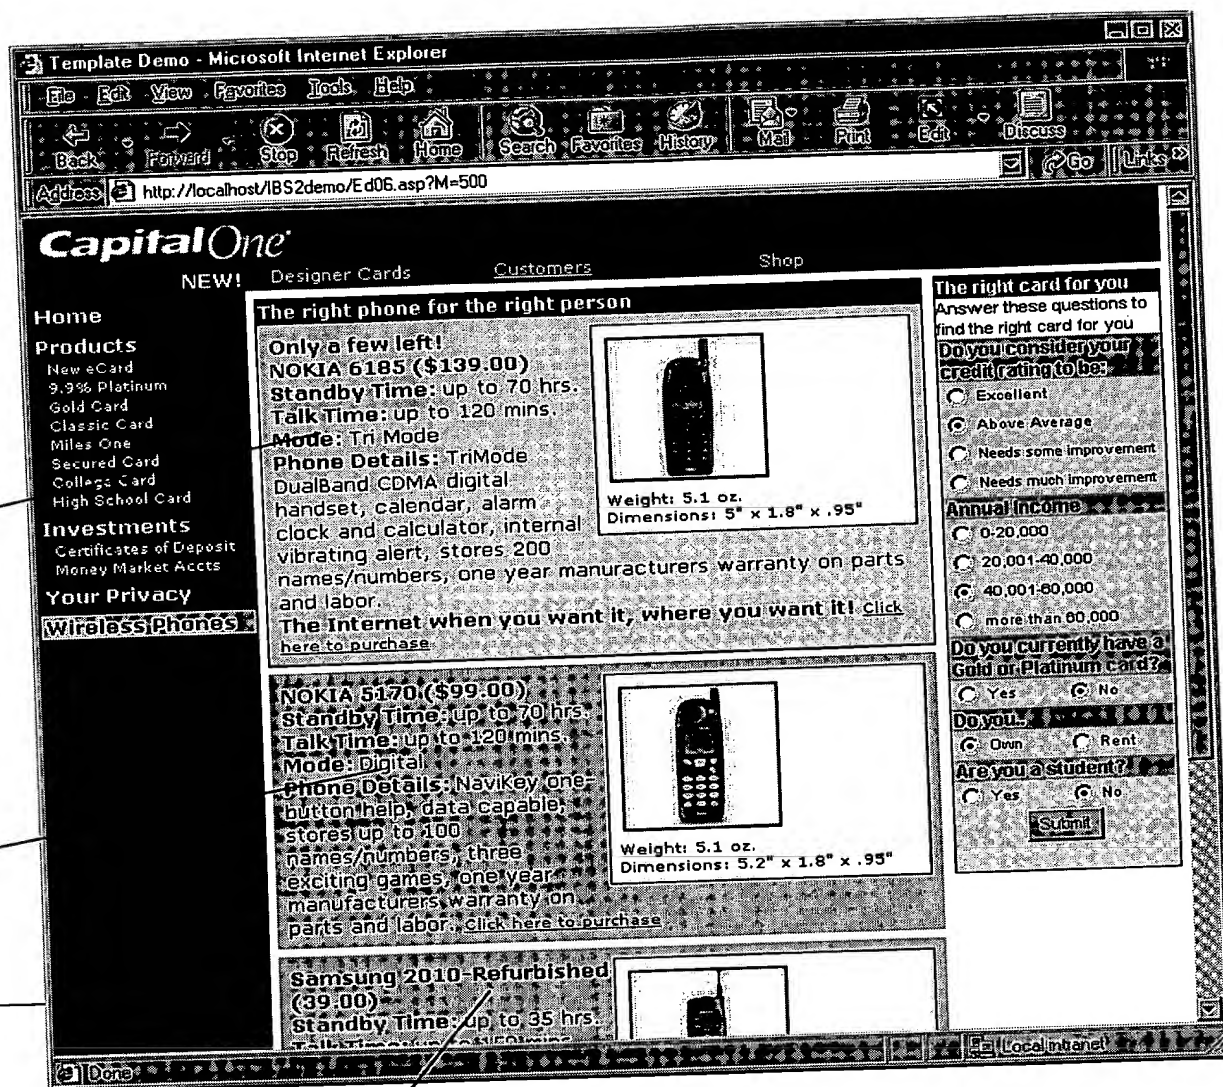 Template Demo - Microsoft Internet Explorer
File Edit View Favorites Tools Help
Back Forward Stop Refresh Home Search Favorites History Mail Print Edit Discuss
Address http://localhost/IBS2demo/Ed06.asp?M=500 Go Links
CapitalOne
NEW! Designer Cards Customers Shop
Home
Products
New eCard
9.9% Platinum
Gold Card
Classic Card
Miles One
Secured Card
College Card
High School Card
Investments
Certificates of Deposit
Money Market Accts
Your Privacy
Wireless Phones
The right phone for the right person
Only a few left!
NOKIA 6185 ($139.00)
Standby Time: up to 70 hrs.
Talk Time: up to 120 mins.
Mode: Tri Mode
Phone Details: TriMode
DualBand CDMA digital
handset, calendar, alarm
clock and calculator, internal
vibrating alert, stores 200
names/numbers, one year manuracturers warranty on parts
and labor.
The Internet when you want it, where you want it! Click
here to purchase
Weight: 5.1 oz.
Dimensions: 5" x 1.8" x .95"
NOKIA 5170 ($99.00)
Standby Time: up to 70 hrs.
Talk Time: up to 120 mins.
Mode: Digital
Phone Details: NaviKey one-
button help, data capable,
stores up to 100
names/numbers, three
exciting games, one year
manufacturers warranty on
parts and labor. Click here to purchase
Weight: 5.1 oz.
Dimensions: 5.2" x 1.8" x .95"
Samsung 2010-Refurbished
(39.00)
Standby Time: up to 35 hrs.
The right card for you
Answer these questions to
find the right card for you
Do you consider your
credit rating to be:
Excellent
Above Average
Needs some improvement
Needs much improvement
Annual Income
0-20,000
20,001-40,000
40,001-60,000
more than 60,000
Do you currently have a
Gold or Platinum card?
Yes No
Do you..
Own Rent
Are you a student?
Yes No
Submit
Done Local intranet